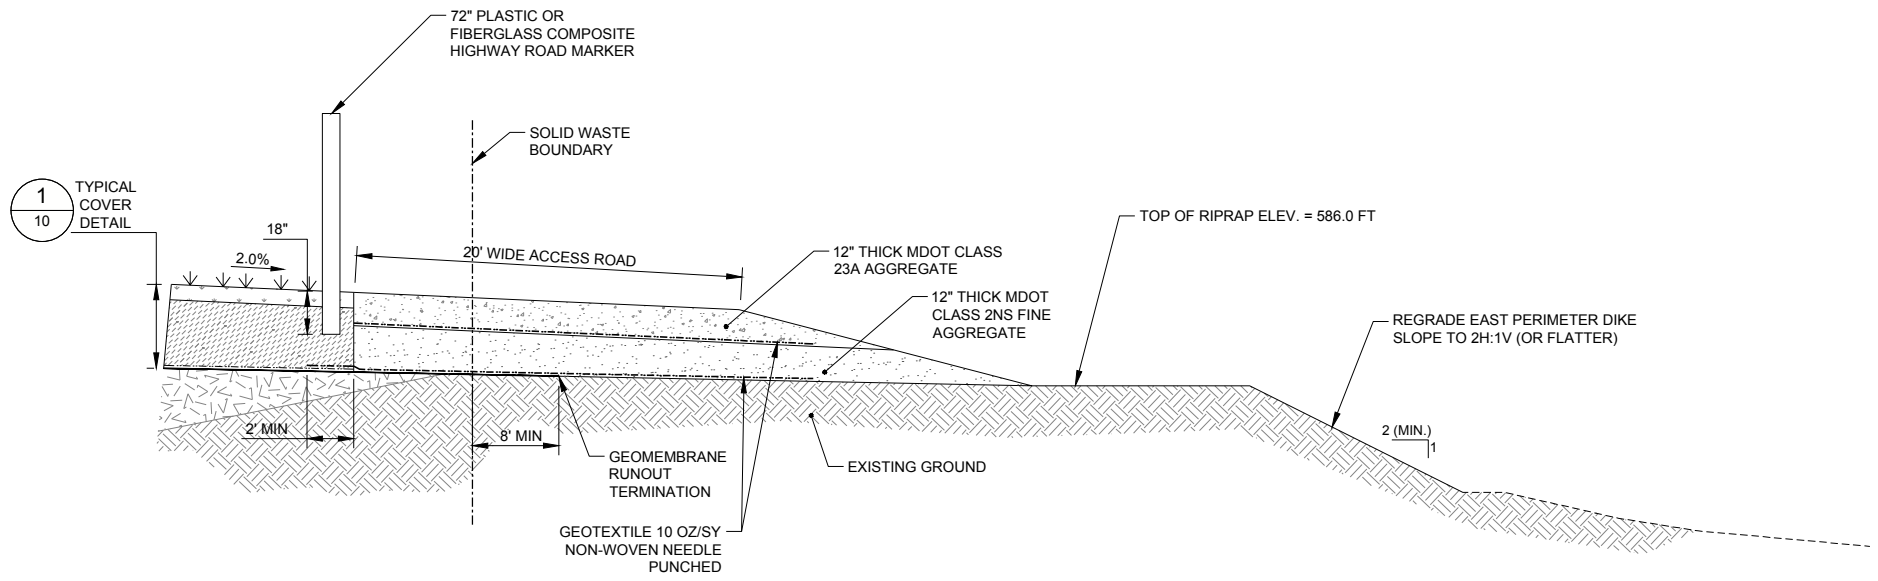 72" PLASTIC OR
FIBERGLASS COMPOSITE
HIGHWAY ROAD MARKER
SOLID WASTE
BOUNDARY
1
10
TYPICAL
COVER
DETAIL
18"
2.0%
20' WIDE ACCESS ROAD
12" THICK MDOT CLASS
23A AGGREGATE
12" THICK MDOT
CLASS 2NS FINE
AGGREGATE
TOP OF RIPRAP ELEV. = 586.0 FT
REGRADE EAST PERIMETER DIKE
SLOPE TO 2H:1V (OR FLATTER)
2 (MIN.)
1
2' MIN
8' MIN
GEOMEMBRANE
RUNOUT
TERMINATION
EXISTING GROUND
GEOTEXTILE 10 OZ/SY
NON-WOVEN NEEDLE
PUNCHED